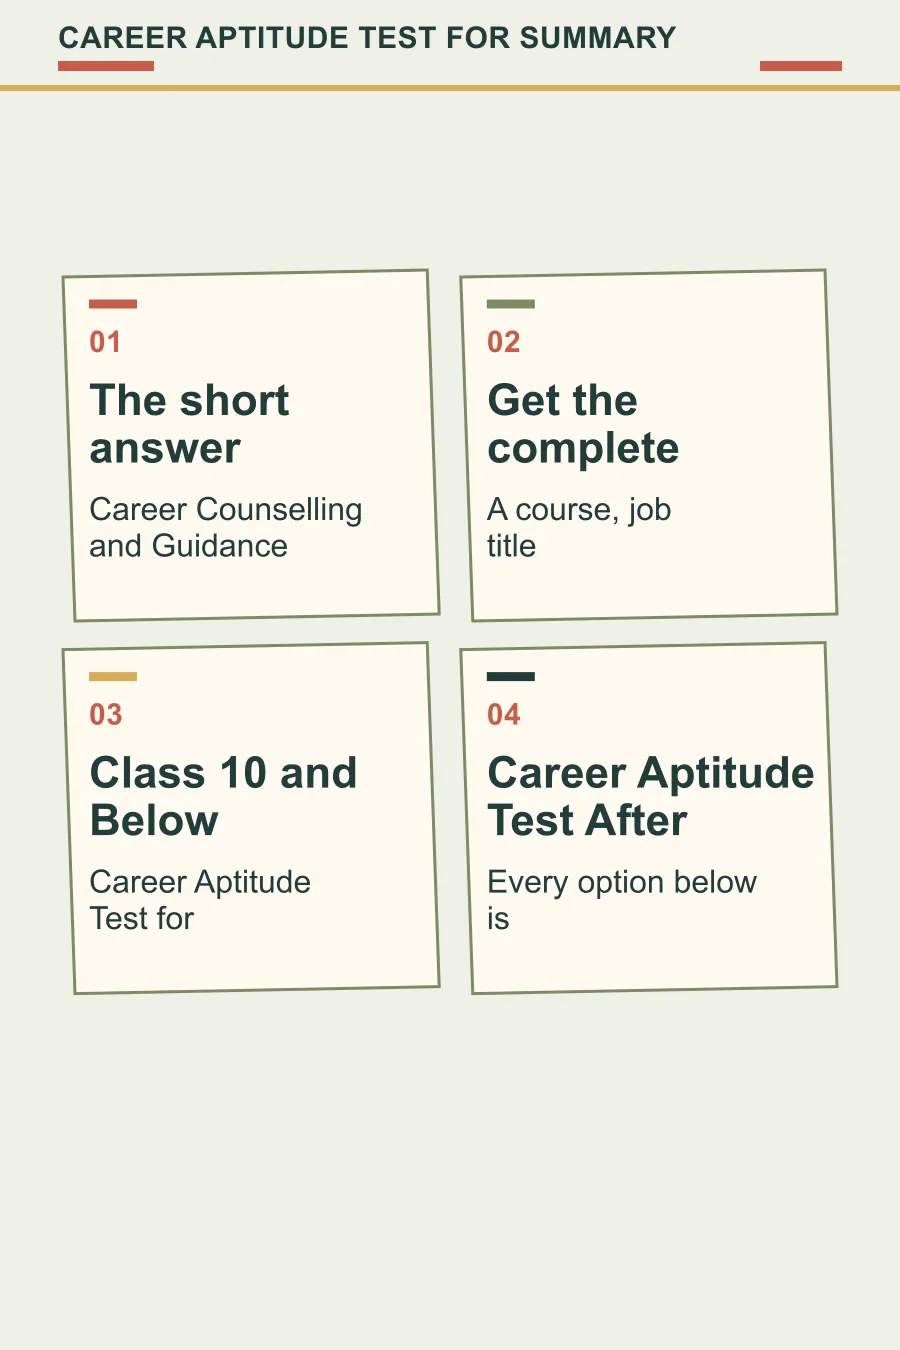 CAREER APTITUDE TEST FOR SUMMARY
01
The short
answer
Career Counselling
and Guidance
02
Get the
complete
A course, job
title
03
Class 10 and
Below
Career Aptitude
Test for
04
Career Aptitude
Test After
Every option below
is